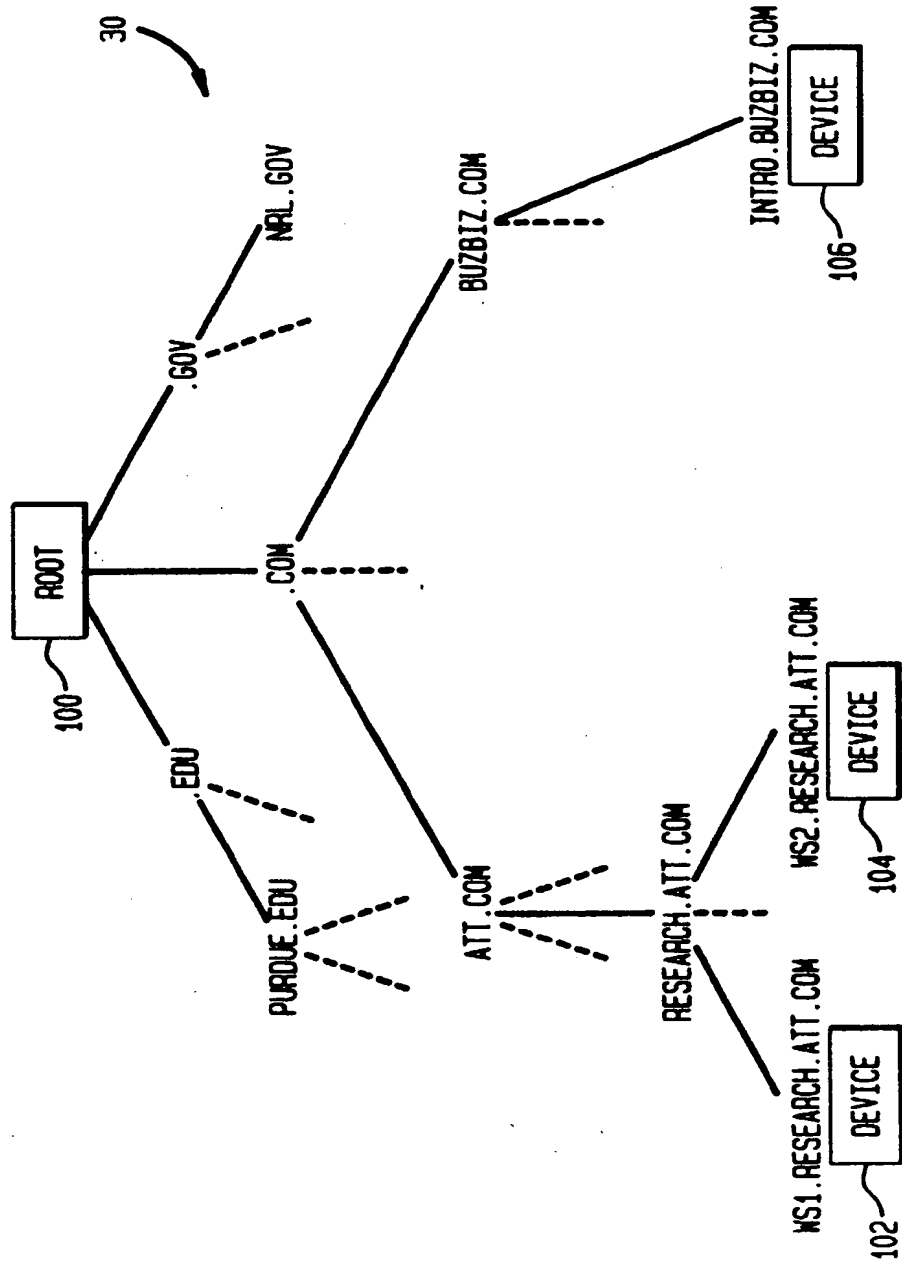 30
ROOT
100
.EDU
.GOV
PURDUE.EDU
.COM
NRL.GOV
ATT.COM
BUZBIZ.COM
RESEARCH.ATT.COM
WS1.RESEARCH.ATT.COM
WS2.RESEARCH.ATT.COM
INTRO.BUZBIZ.COM
DEVICE
DEVICE
DEVICE
102
104
106